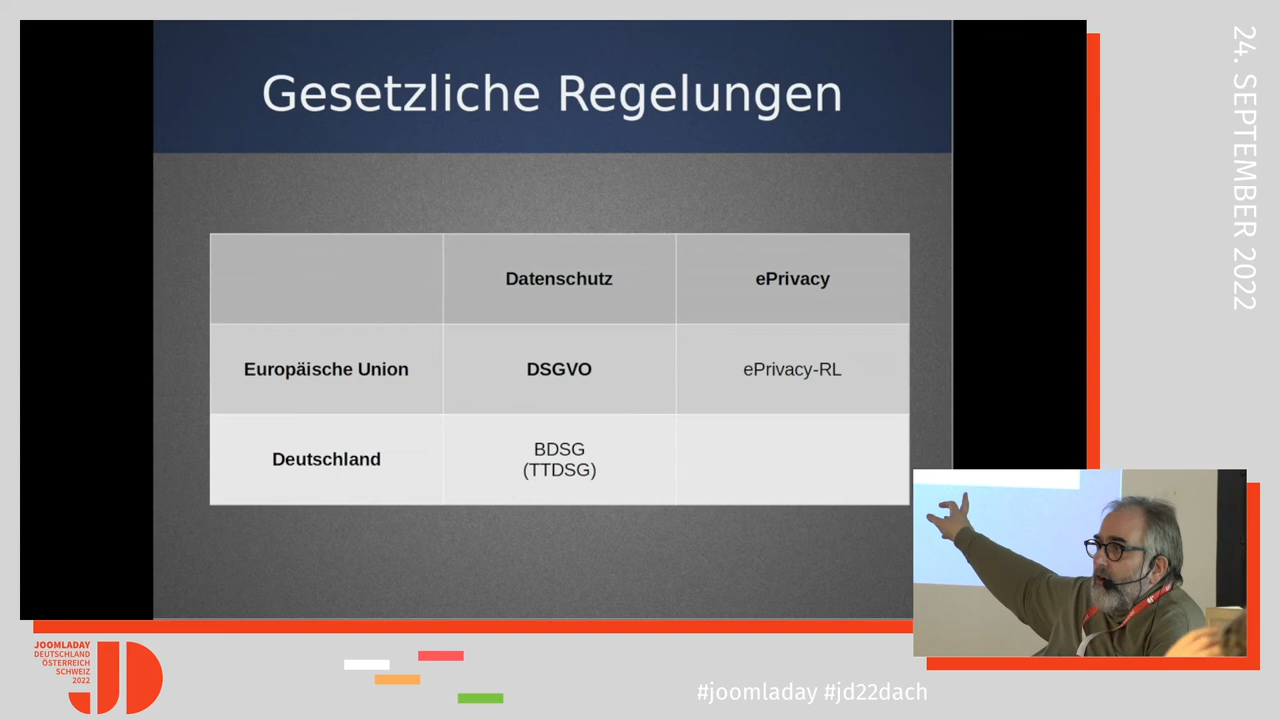 Gesetzliche Regelungen
Datenschutz
ePrivacy
Europäische Union
DSGVO
ePrivacy-RL
Deutschland
BDSG
(TTDSG)
24. SEPTEMBER 2022
JOOMLADAY
DEUTSCHLAND
ÖSTERREICH
SCHWEIZ
2022
JD
#joomladay #jd22dach